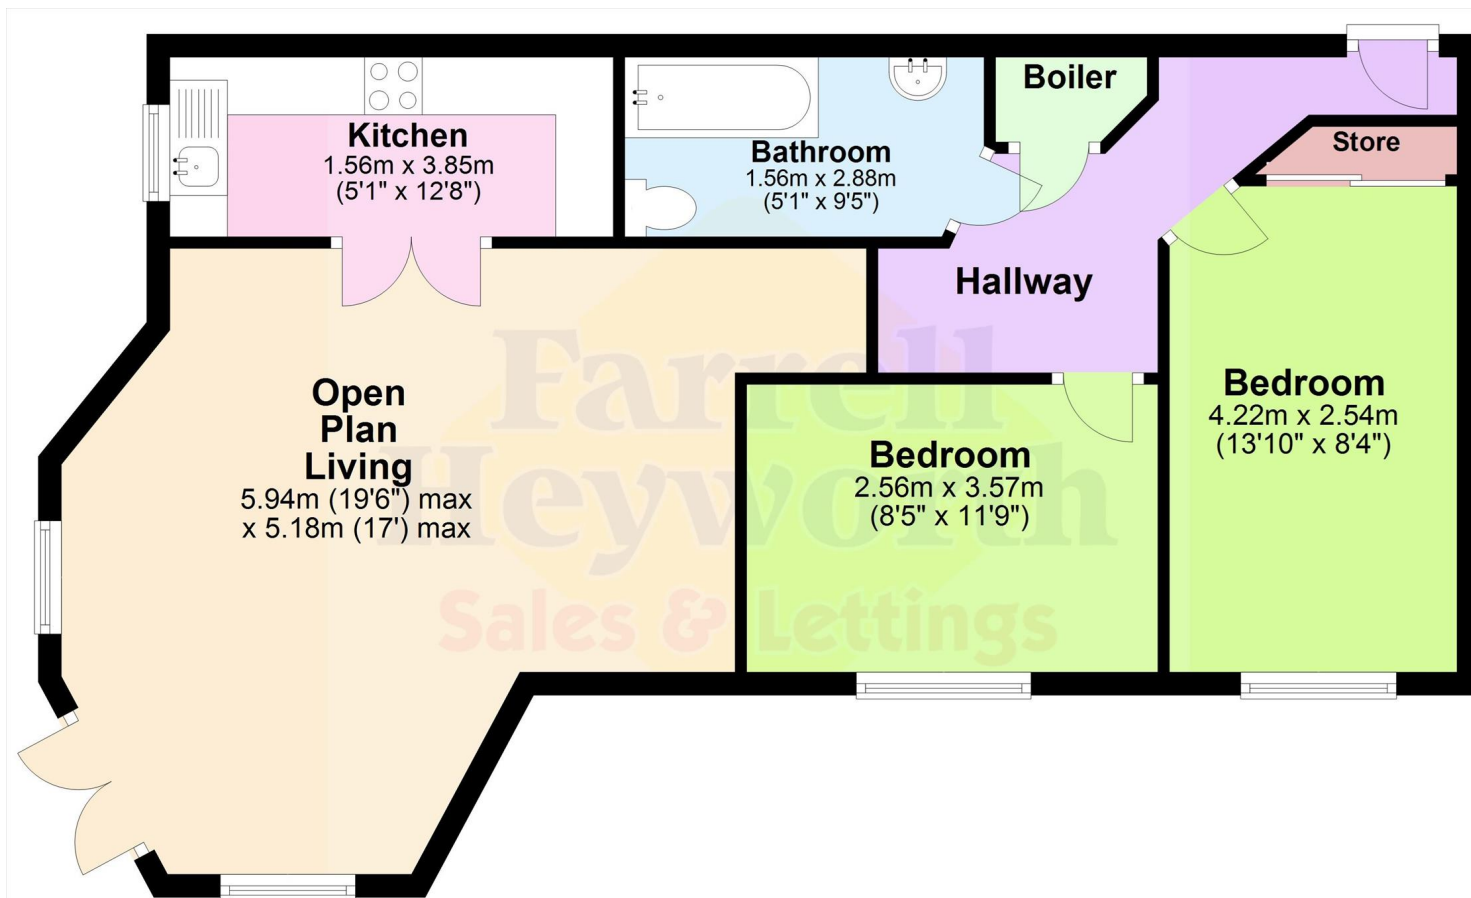 Kitchen
1.56m x 3.85m
(5'1" x 12'8")
Bathroom
1.56m x 2.88m
(5'1" x 9'5")
Boiler
Store
Hallway
Open
Plan
Living
5.94m (19'6") max
x 5.18m (17') max
Bedroom
2.56m x 3.57m
(8'5" x 11'9")
Bedroom
4.22m x 2.54m
(13'10" x 8'4")
Farrell
Heyworth
Sales & Lettings